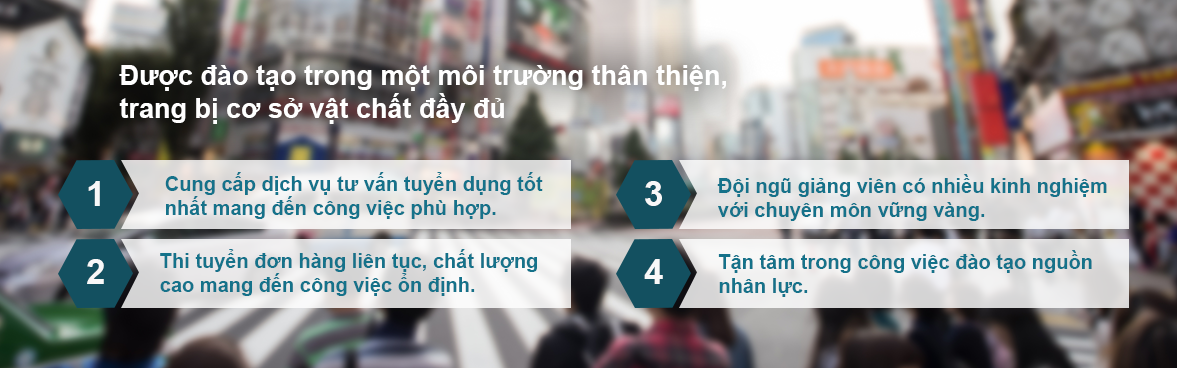 Được đào tạo trong một môi trường thân thiện,
trang bị cơ sở vật chất đầy đủ
1
Cung cấp dịch vụ tư vấn tuyển dụng tốt
nhất mang đến công việc phù hợp.
2
Thi tuyển đơn hàng liên tục, chất lượng
cao mang đến công việc ổn định.
3
Đội ngũ giảng viên có nhiều kinh nghiệm
với chuyên môn vững vàng.
4
Tận tâm trong công việc đào tạo nguồn
nhân lực.